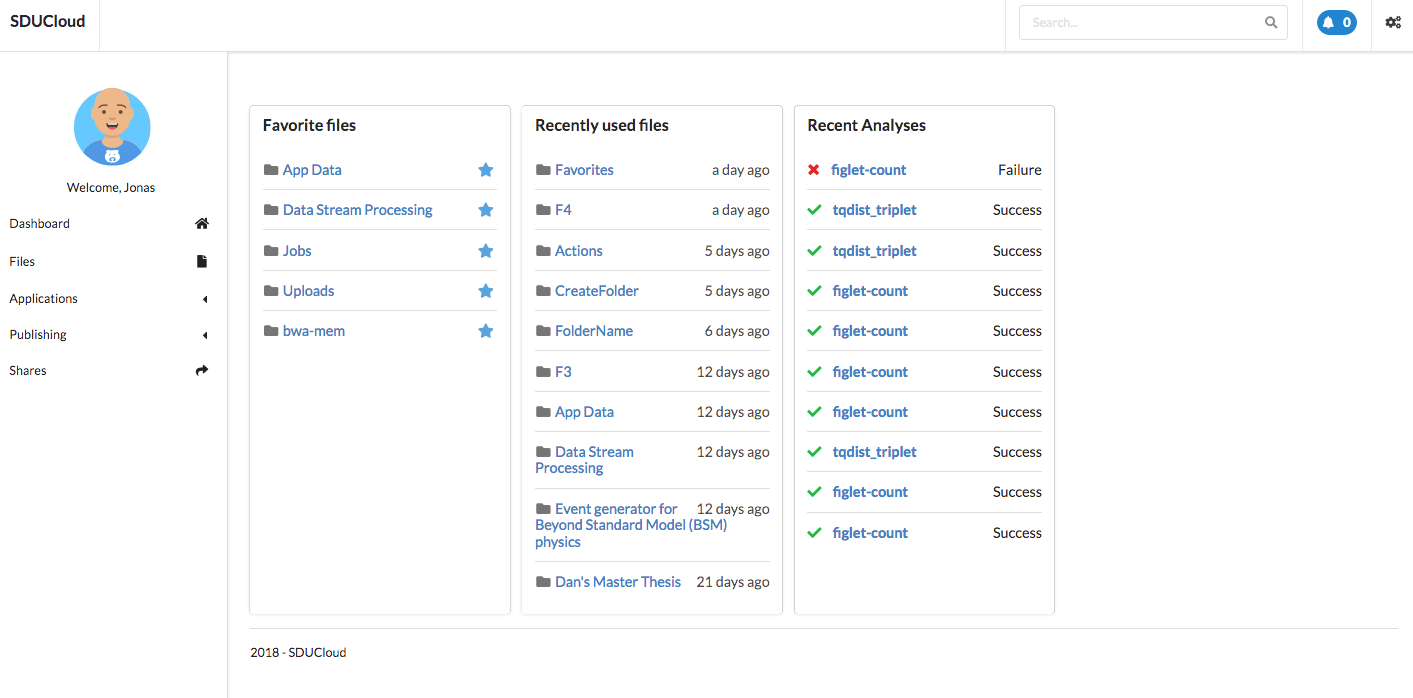 SDUCloud
Search...
0
Welcome, Jonas
Dashboard
Files
Applications
Publishing
Shares
Favorite files
App Data
Data Stream Processing
Jobs
Uploads
bwa-mem
Recently used files
Favorites a day ago
F4 a day ago
Actions 5 days ago
CreateFolder 5 days ago
FolderName 6 days ago
F3 12 days ago
App Data 12 days ago
Data Stream 12 days ago
Processing
Event generator for 12 days ago
Beyond Standard Model (BSM)
physics
Dan's Master Thesis 21 days ago
Recent Analyses
figlet-count Failure
tqdist_triplet Success
tqdist_triplet Success
figlet-count Success
figlet-count Success
figlet-count Success
figlet-count Success
tqdist_triplet Success
figlet-count Success
figlet-count Success
2018 - SDUCloud